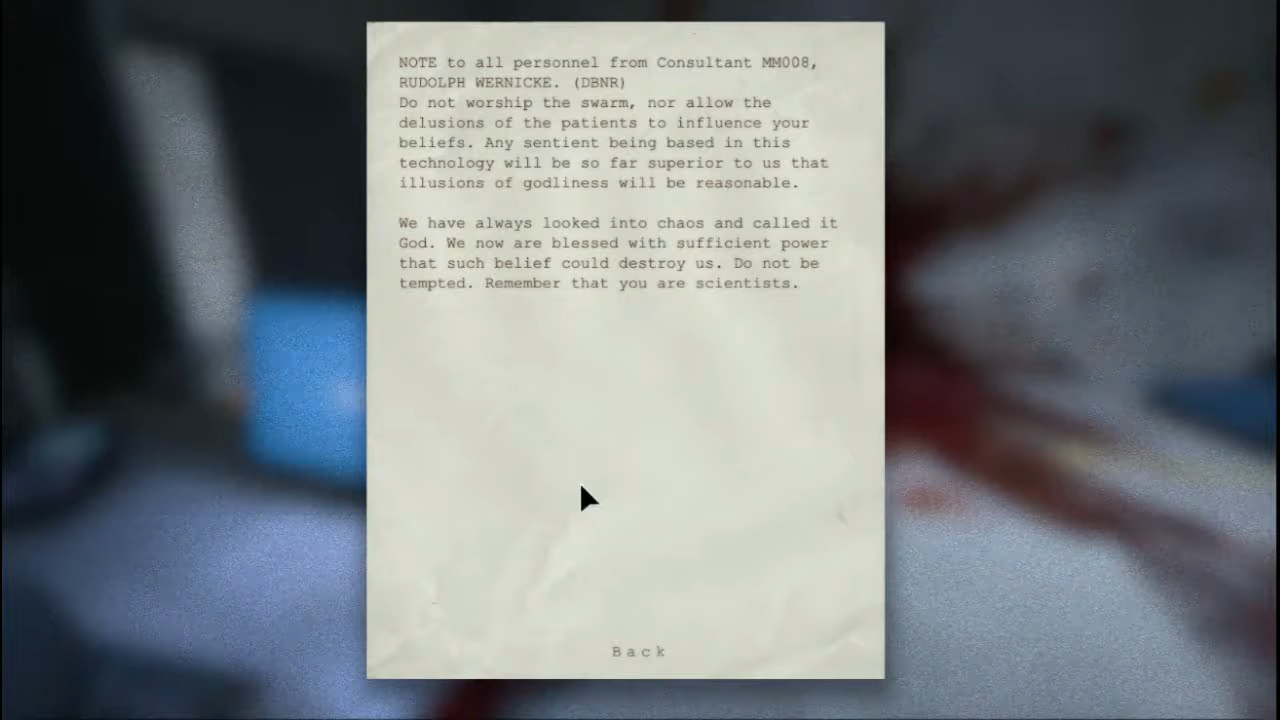 NOTE to all personnel from Consultant MM008,
RUDOLPH WERNICKE. (DBNR)
Do not worship the swarm, nor allow the
delusions of the patients to influence your
beliefs. Any sentient being based in this
technology will be so far superior to us that
illusions of godliness will be reasonable.
We have always looked into chaos and called it
God. We now are blessed with sufficient power
that such belief could destroy us. Do not be
tempted. Remember that you are scientists.
Back